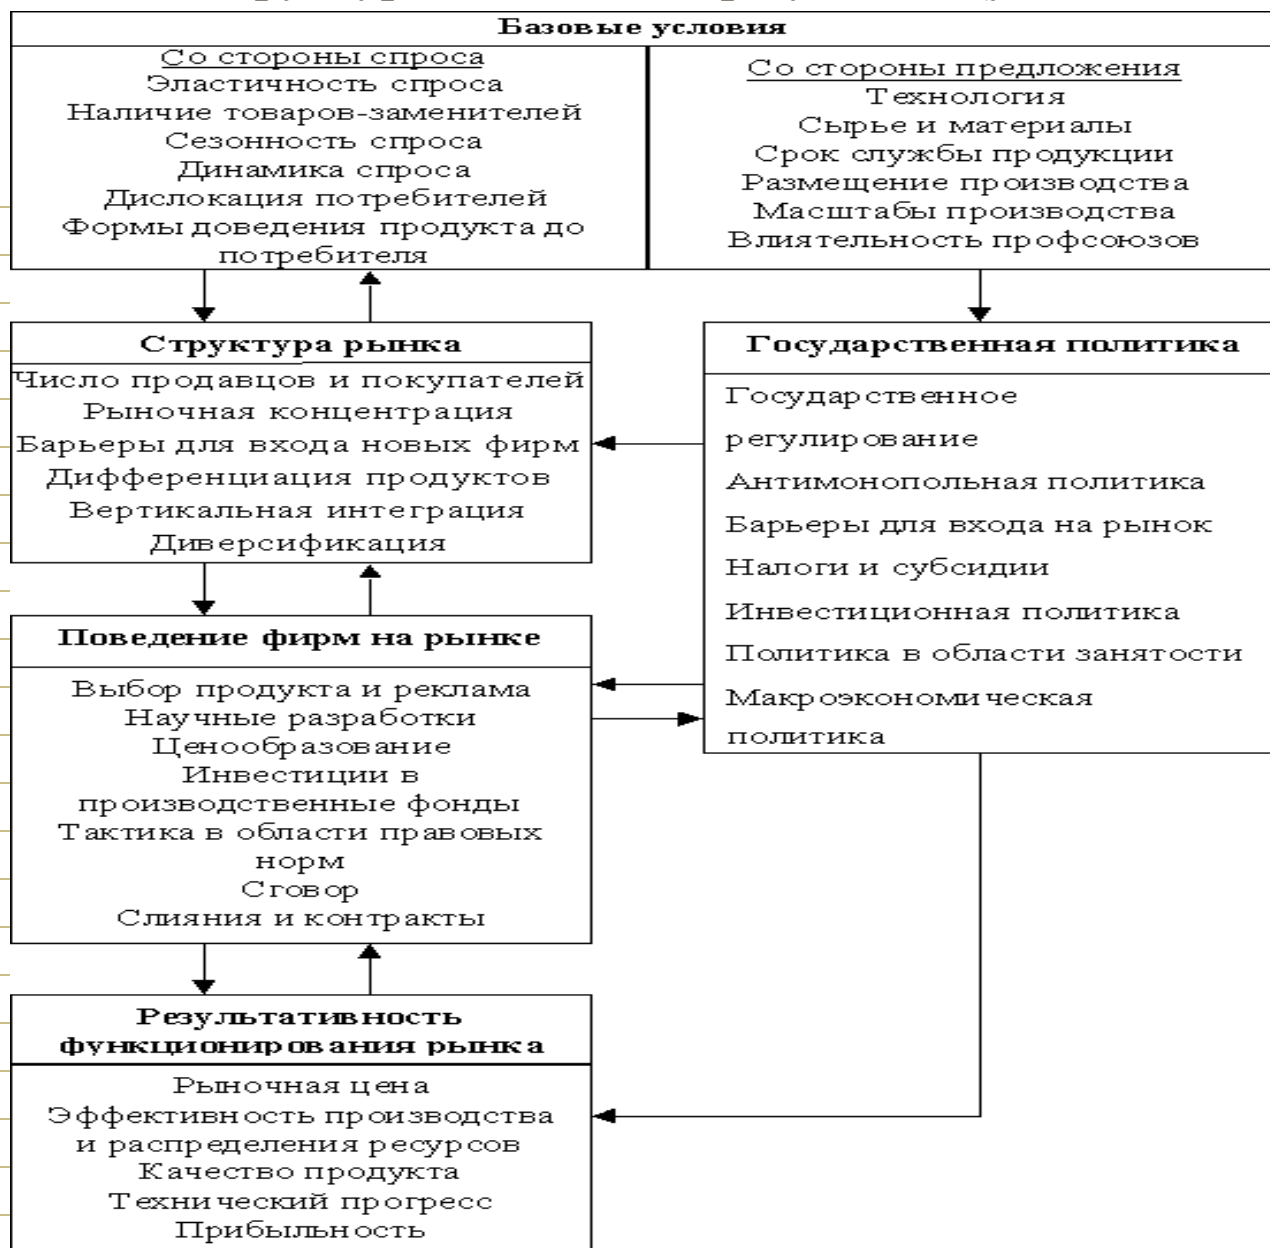 Базовые условия
Со стороны спроса
Эластичность спроса
Наличие товаров-заменителей
Сезонность спроса
Динамика спроса
Дислокация потребителей
Формы доведения продукта до
потребителя
Со стороны предложения
Технология
Сырье и материалы
Срок службы продукции
Размещение производства
Масштабы производства
Влиятельность профсоюзов
Структура рынка
Число продавцов и покупателей
Рыночная концентрация
Барьеры для входа новых фирм
Дифференциация продуктов
Вертикальная интеграция
Диверсификация
Государственная политика
Государственное
регулирование
Антимонопольная политика
Барьеры для входа на рынок
Налоги и субсидии
Инвестиционная политика
Политика в области занятости
Макроэкономическая
политика
Поведение фирм на рынке
Выбор продукта и реклама
Научные разработки
Ценообразование
Инвестиции в
производственные фонды
Тактика в области правовых
норм
Сговор
Слияния и контракты
Результативность
функционирования рынка
Рыночная цена
Эффективность производства
и распределения ресурсов
Качество продукта
Технический прогресс
Прибыльность